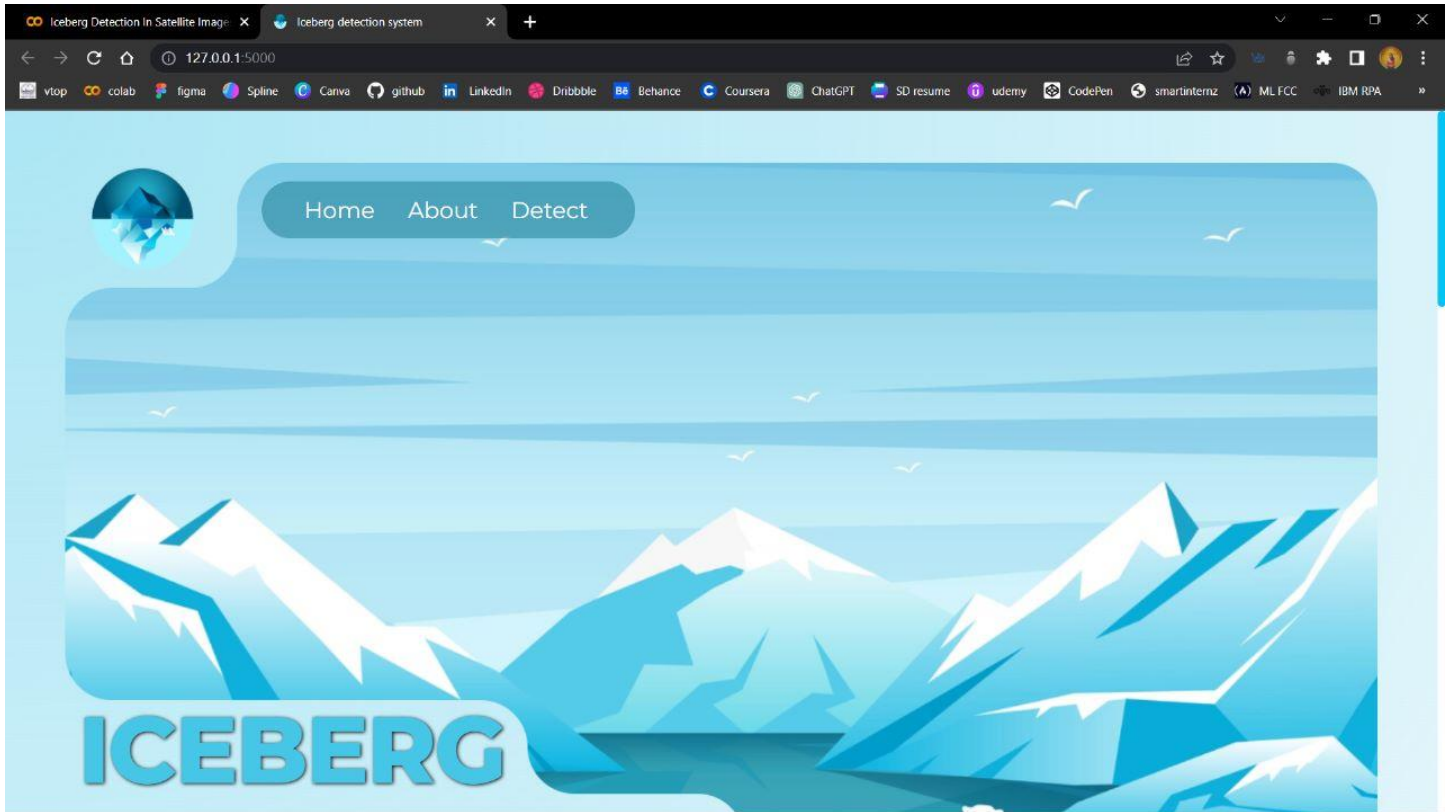 Iceberg Detection In Satellite Image
Iceberg detection system
127.0.0.1:5000
vtop colab figma Spline Canva github LinkedIn Dribbble Behance Coursera ChatGPT SD resume udemy CodePen smartinternz ML FCC IBM RPA »
Home About Detect
ICEBERG